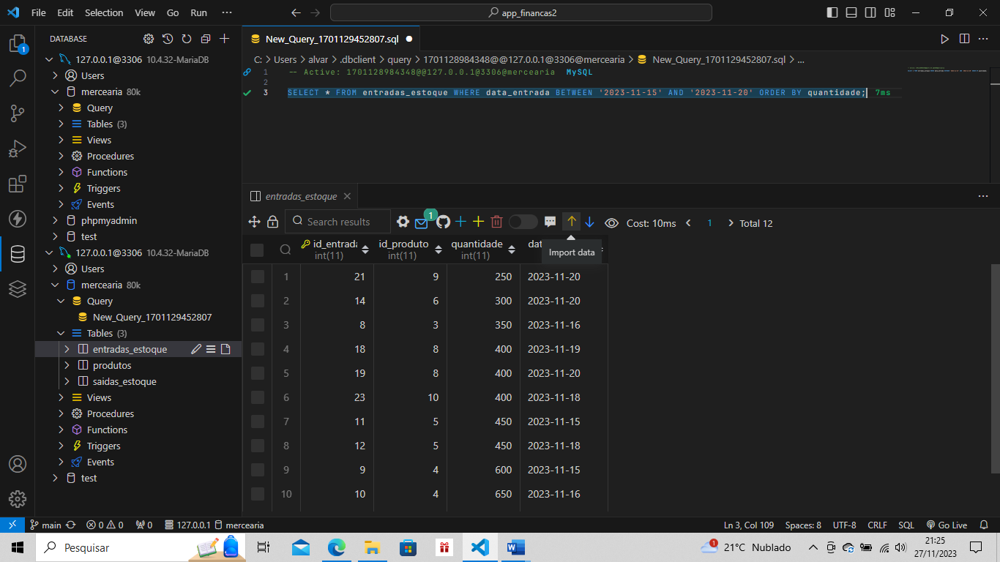 File Edit Selection View Go Run ··· app_financas2
DATABASE
1
127.0.0.1@3306 10.4.32-MariaDB
Users
mercearia 80k
Query
Tables (3)
Views
Procedures
Functions
Triggers
Events
phpmyadmin
test
127.0.0.1@3306 10.4.32-MariaDB
Users
mercearia 80k
Query
New_Query_1701129452807
Tables (3)
entradas_estoque
produtos
saidas_estoque
Views
Procedures
Functions
Triggers
Events
test
New_Query_1701129452807.sql
C: > Users > alvar > .dbclient > query > 1701128984348@@127.0.0.1@3306@mercearia > New_Query_1701129452807.sql > ...
1 -- Active: 1701128984348@@127.0.0.1@3306@mercearia MySQL
2
3 SELECT * FROM entradas_estoque WHERE data_entrada BETWEEN '2023-11-15' AND '2023-11-20' ORDER BY quantidade; 7ms
entradas_estoque
Search results 1 Cost: 10ms < 1 > Total 12
Import data
id_entrada id_produto quantidade dat
int(11) int(11) int(11)
1 21 9 250 2023-11-20
2 14 6 300 2023-11-20
3 8 3 350 2023-11-16
4 18 8 400 2023-11-19
5 19 8 400 2023-11-20
6 23 10 400 2023-11-18
7 11 5 450 2023-11-15
8 12 5 450 2023-11-18
9 9 4 600 2023-11-15
10 10 4 650 2023-11-16
main 0 0 0 127.0.0.1 mercearia Ln 3, Col 109 Spaces: 8 UTF-8 CRLF SQL Go Live
Pesquisar 1 21°C Nublado 21:25
27/11/2023